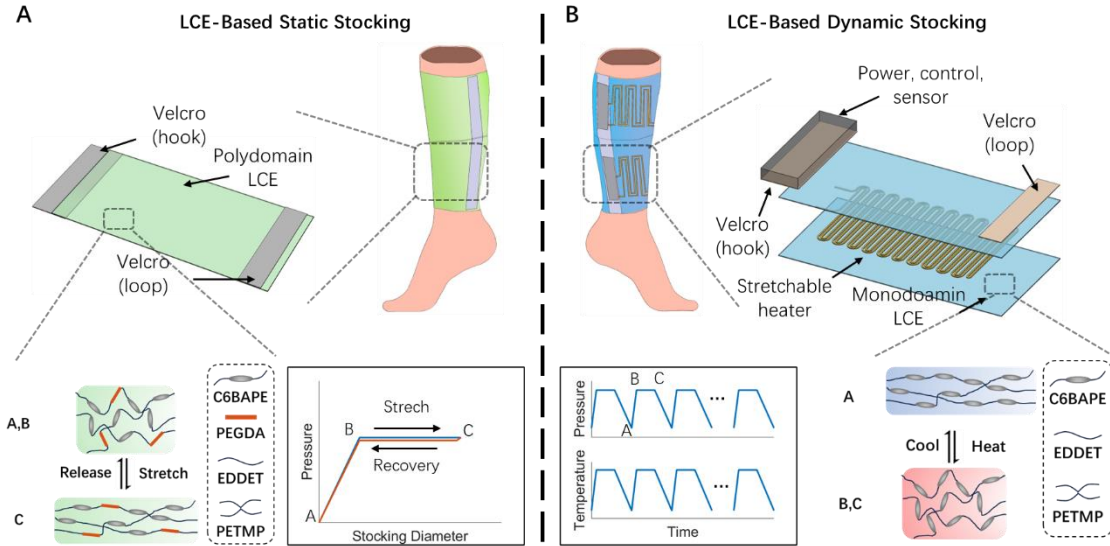 A
LCE-Based Static Stocking
Velcro
(hook)
Polydomain
LCE
Velcro
(loop)
A,B
Release
Stretch
C
C6BAPE
PEGDA
EDDET
PETMP
Pressure
Strech
B
C
Recovery
A
Stocking Diameter
B
LCE-Based Dynamic Stocking
Power, control,
sensor
Velcro
(loop)
Velcro
(hook)
Stretchable
heater
Monodoamin
LCE
Pressure
B
C
A
...
Temperature
...
Time
A
Cool
Heat
B,C
C6BAPE
EDDET
PETMP